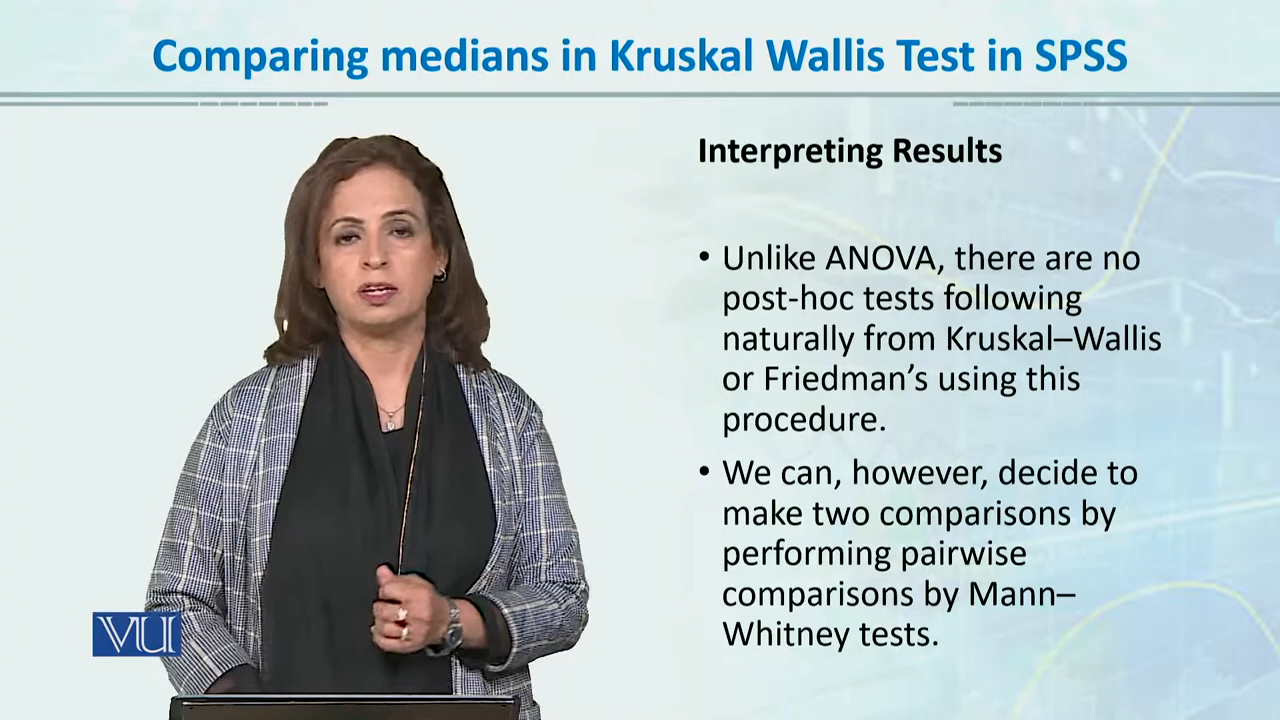 Comparing medians in Kruskal Wallis Test in SPSS
Interpreting Results
• Unlike ANOVA, there are no
post-hoc tests following
naturally from Kruskal–Wallis
or Friedman’s using this
procedure.
• We can, however, decide to
make two comparisons by
performing pairwise
comparisons by Mann–
Whitney tests.
VU